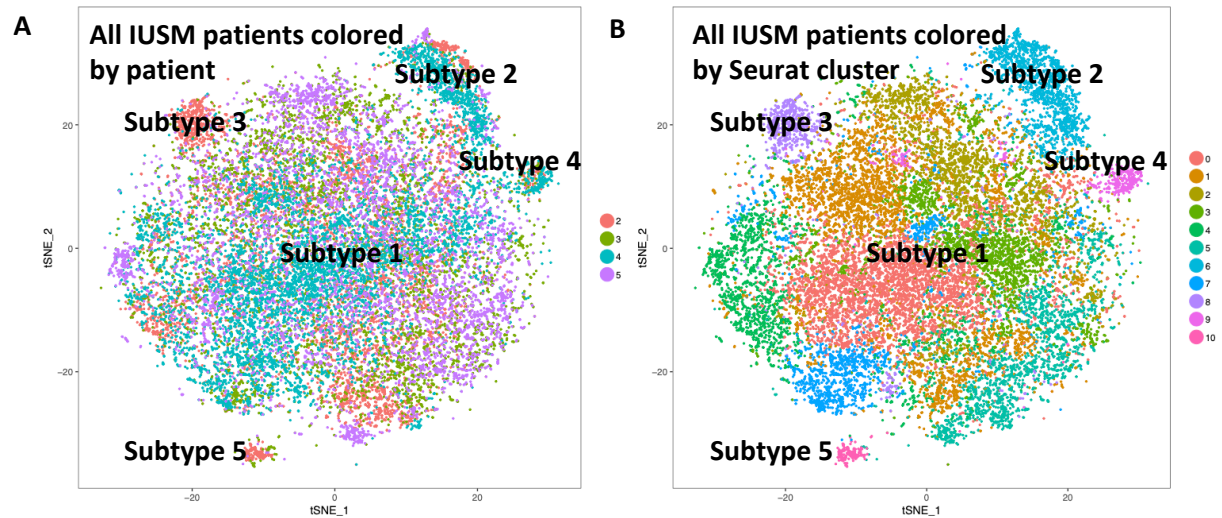 A
All IUSM patients colored
by patient
Subtype 2
Subtype 3
Subtype 4
Subtype 1
Subtype 5
20
0
−20
tSNE_2
−20
0
20
tSNE_1
2
3
4
5
B
All IUSM patients colored
by Seurat cluster
Subtype 2
Subtype 3
Subtype 4
Subtype 1
Subtype 5
20
0
−20
tSNE_2
−20
0
20
tSNE_1
0
1
2
3
4
5
6
7
8
9
10